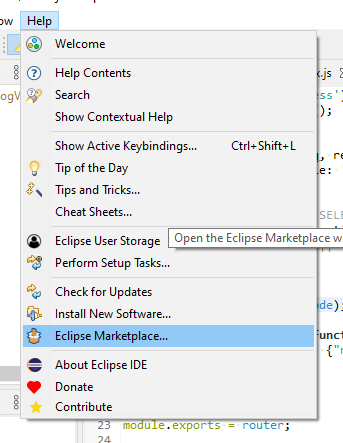 Help
Welcome
Help Contents
Search
Show Contextual Help
Show Active Keybindings... Ctrl+Shift+L
Tip of the Day
Tips and Tricks...
Cheat Sheets...
Eclipse User Storage
Open the Eclipse Marketplace w
Perform Setup Tasks...
Check for Updates
Install New Software...
Eclipse Marketplace...
About Eclipse IDE
Donate
Contribute
23 module.exports = router;
24